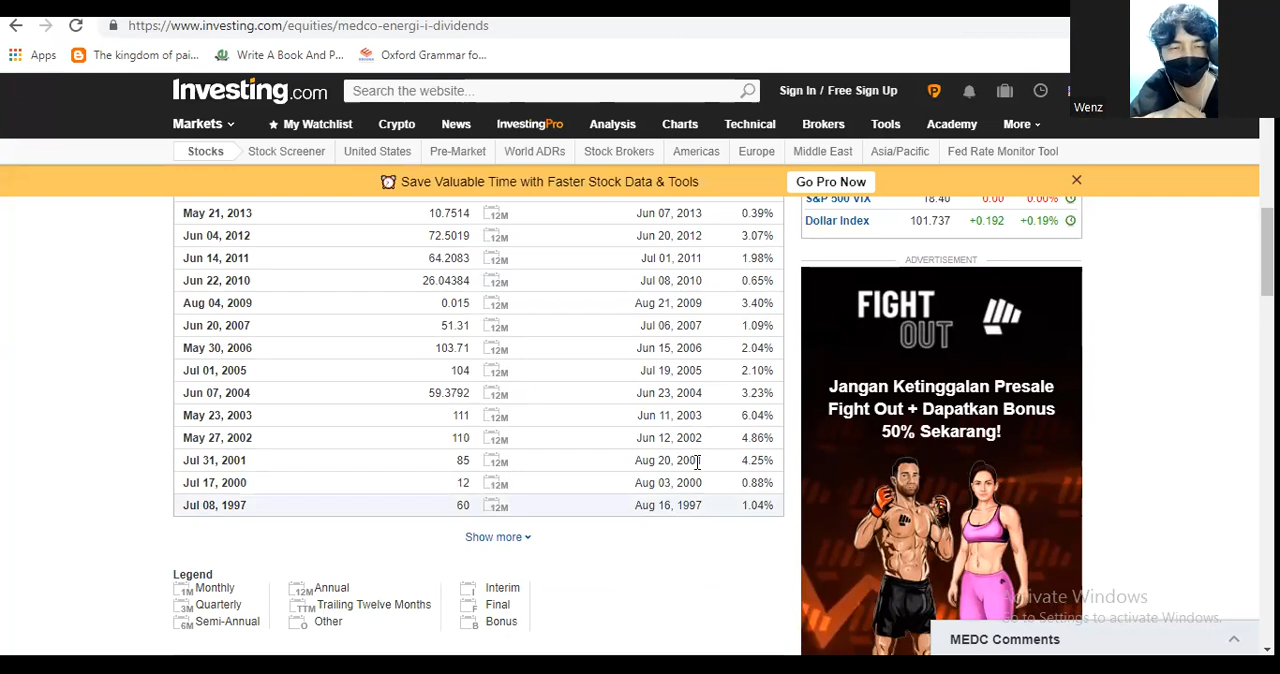 https://www.investing.com/equities/medco-energi-i-dividends
Apps The kingdom of pai... Write A Book And P... Oxford Grammar fo...
Wenz
Investing.com Search the website... Sign In / Free Sign Up
Markets My Watchlist Crypto News InvestingPro Analysis Charts Technical Brokers Tools Academy More
Stocks Stock Screener United States Pre-Market World ADRs Stock Brokers Americas Europe Middle East Asia/Pacific Fed Rate Monitor Tool
Save Valuable Time with Faster Stock Data & Tools Go Pro Now
May 21, 2013 10.7514 12M Jun 07, 2013 0.39%
Jun 04, 2012 72.5019 12M Jun 20, 2012 3.07%
Jun 14, 2011 64.2083 12M Jul 01, 2011 1.98%
Jun 22, 2010 26.04384 12M Jul 08, 2010 0.65%
Aug 04, 2009 0.015 12M Aug 21, 2009 3.40%
Jun 20, 2007 51.31 12M Jul 06, 2007 1.09%
May 30, 2006 103.71 12M Jun 15, 2006 2.04%
Jul 01, 2005 104 12M Jul 19, 2005 2.10%
Jun 07, 2004 59.3792 12M Jun 23, 2004 3.23%
May 23, 2003 111 12M Jun 11, 2003 6.04%
May 27, 2002 110 12M Jun 12, 2002 4.86%
Jul 31, 2001 85 12M Aug 20, 4.25%
Jul 17, 2000 12 12M Aug 03, 2000 0.88%
Jul 08, 1997 60 12M Aug 16, 1997 1.04%
Show more
Legend
1M Monthly 12M Annual I Interim
3M Quarterly TTM Trailing Twelve Months F Final
6M Semi-Annual O Other B Bonus
S&P 500 VIX 18.40 0.00 0.00%
Dollar Index 101.737 +0.192 +0.19%
ADVERTISEMENT
FIGHT
OUT
Jangan Ketinggalan Presale
Fight Out + Dapatkan Bonus
50% Sekarang!
Activate Windows
Go to Settings to activate Windows.
MEDC Comments